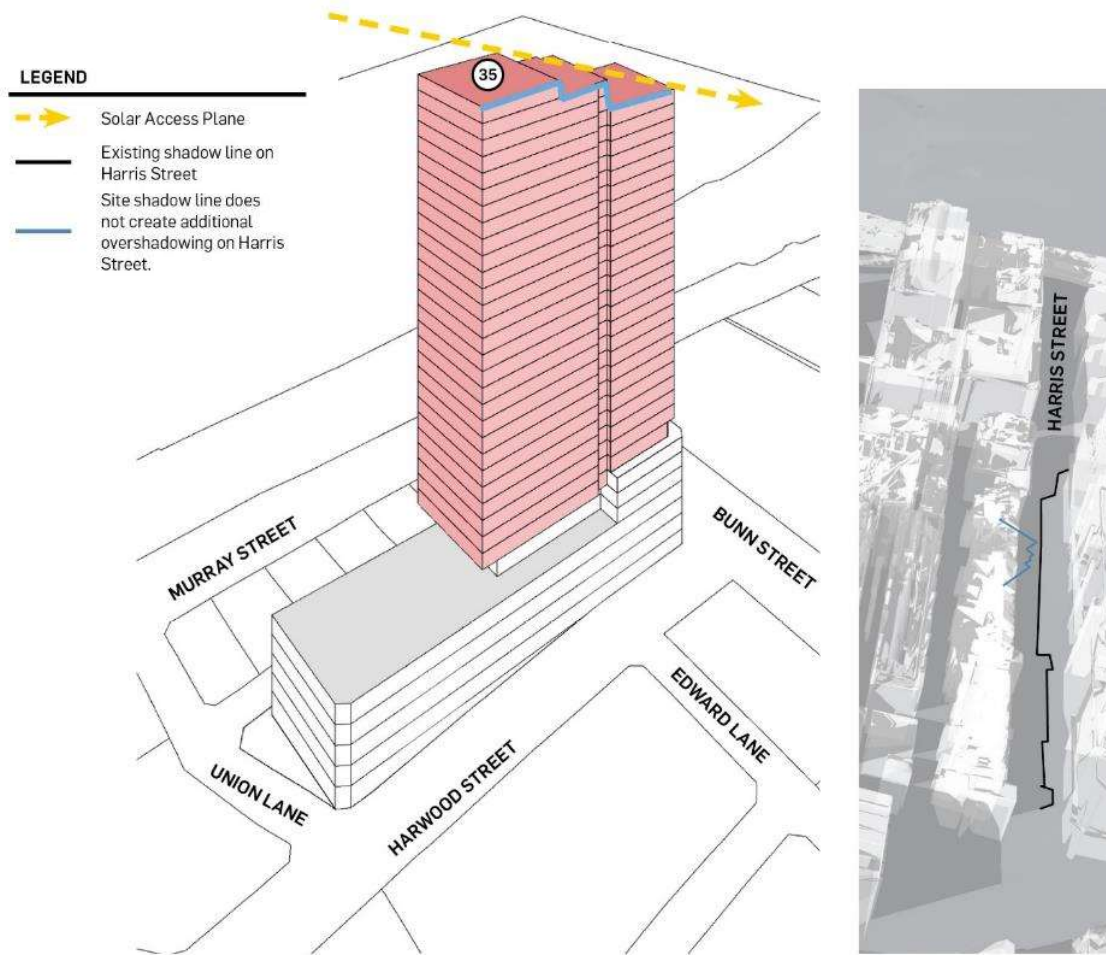 LEGEND
Solar Access Plane
Existing shadow line on
Harris Street
Site shadow line does
not create additional
overshadowing on Harris
Street.
35
MURRAY STREET
BUNN STREET
EDWARD LANE
UNION LANE
HARWOOD STREET
HARRIS STREET